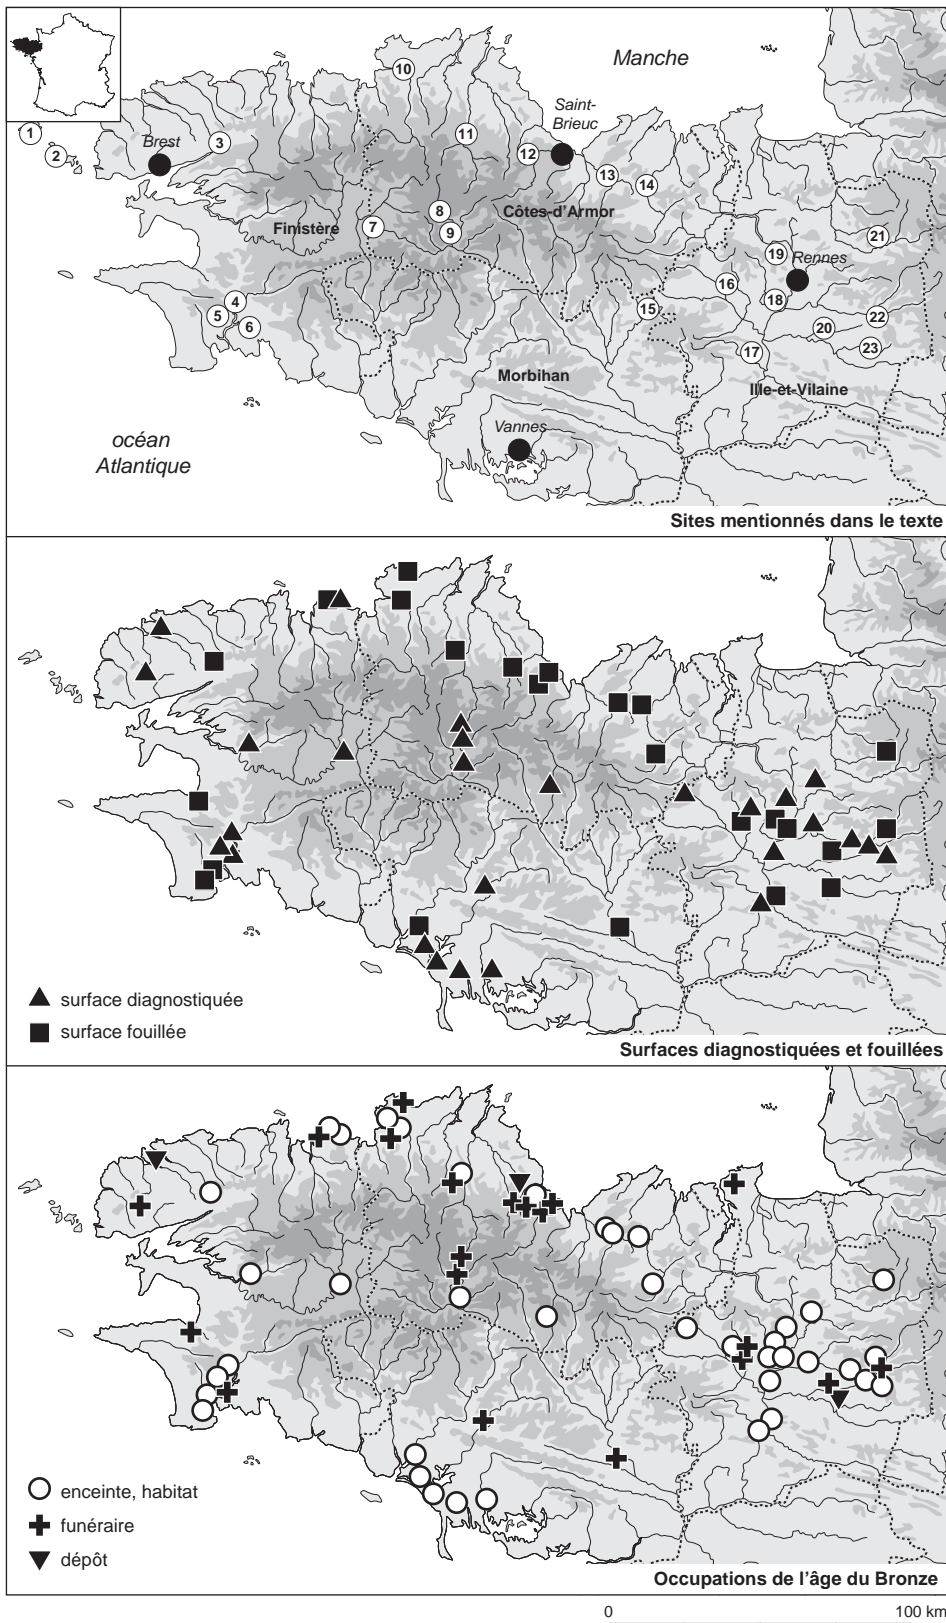 Manche
10
Saint-
Brieuc
1
Brest
3
11
2
12
13
14
8
Côtes-d'Armor
7
Finistère
9
21
19
Rennes
16
4
18
15
5
22
6
20
17
23
Morbihan
Ille-et-Vilaine
Vannes
océan
Atlantique
Sites mentionnés dans le texte
surface diagnostiquée
surface fouillée
Surfaces diagnostiquées et fouillées
enceinte, habitat
funéraire
dépôt
Occupations de l'âge du Bronze
0 100 km